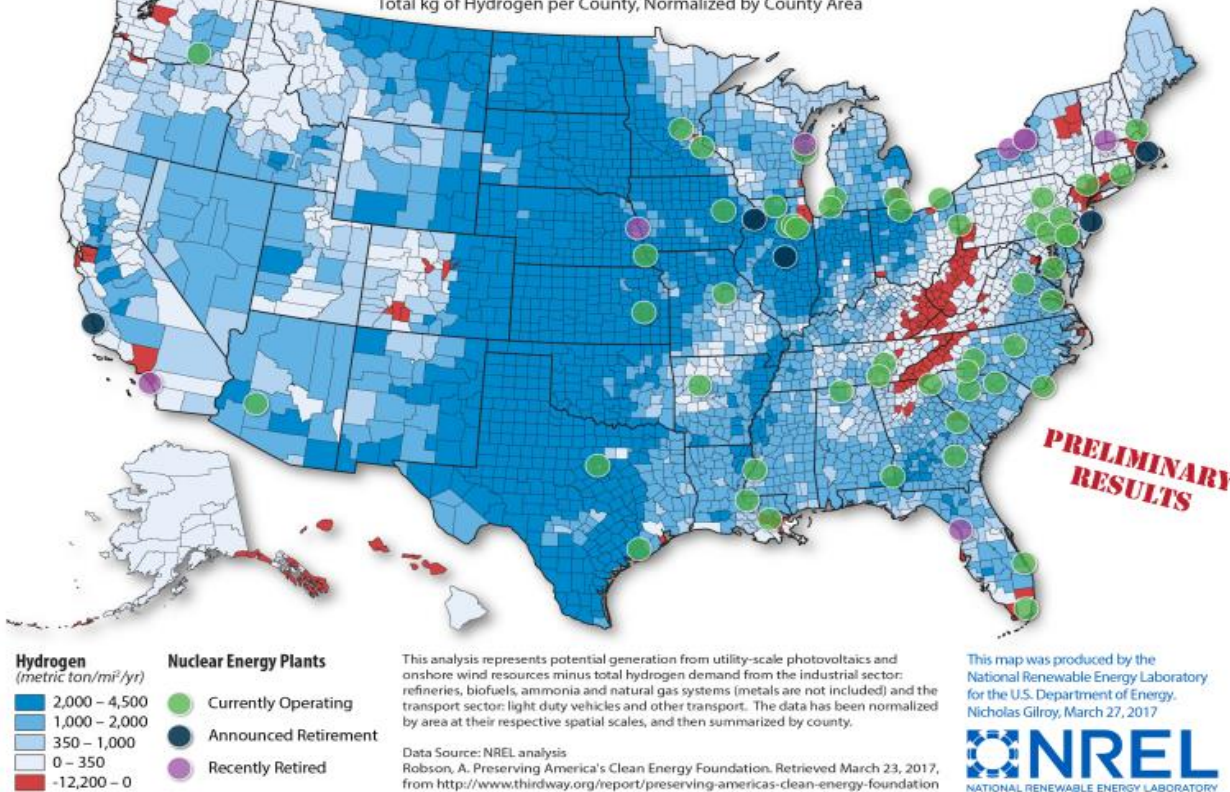 Total kg of Hydrogen per County, Normalized by County Area
PRELIMINARY
RESULTS
Hydrogen
(metric ton/mi²/yr)
2,000 – 4,500
1,000 – 2,000
350 – 1,000
0 – 350
-12,200 – 0
Nuclear Energy Plants
Currently Operating
Announced Retirement
Recently Retired
This analysis represents potential generation from utility-scale photovoltaics and
onshore wind resources minus total hydrogen demand from the industrial sector:
refineries, biofuels, ammonia and natural gas systems (metals are not included) and the
transport sector: light duty vehicles and other transport. The data has been normalized
by area at their respective spatial scales, and then summarized by county.
Data Source: NREL analysis
Robson, A. Preserving America's Clean Energy Foundation. Retrieved March 23, 2017,
from http://www.thirdway.org/report/preserving-americas-clean-energy-foundation
This map was produced by the
National Renewable Energy Laboratory
for the U.S. Department of Energy.
Nicholas Gilroy, March 27, 2017
NREL
NATIONAL RENEWABLE ENERGY LABORATORY